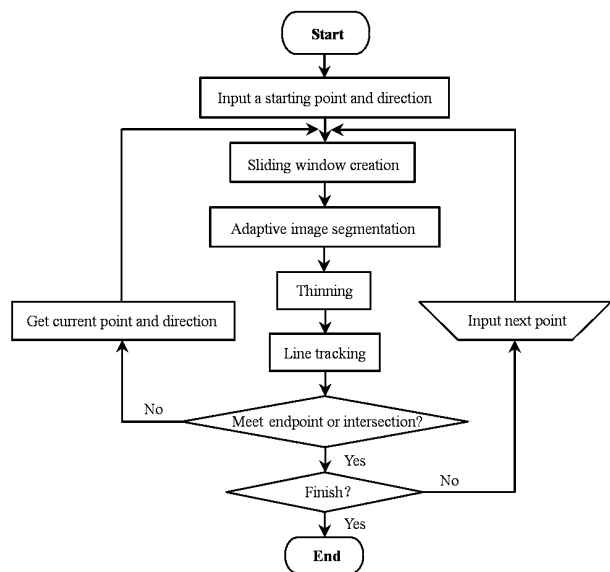 Start
Input a starting point and direction
Sliding window creation
Adaptive image segmentation
Thinning
Get current point and direction
Input next point
Line tracking
No
Meet endpoint or intersection?
Yes
No
Finish?
Yes
End